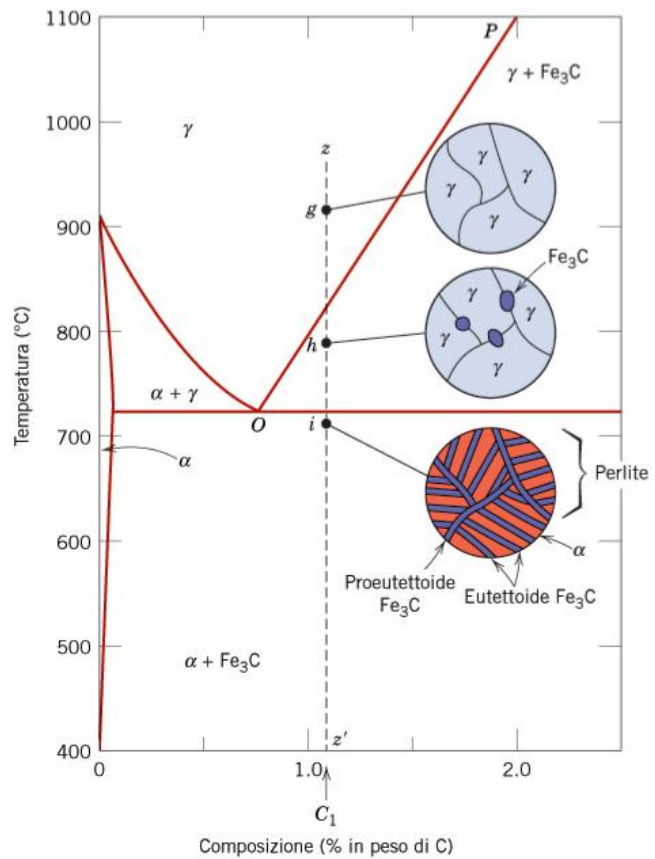 1100
P
γ + Fe₃C
1000
γ
z
γ
γ
γ
g
γ
900
Fe₃C
γ
γ
800
h
γ
γ
α + γ
O
i
700
α
Perlite
600
α
Proeutettoide
Fe₃C
Eutettoide Fe₃C
500
α + Fe₃C
400
z'
0
1.0
2.0
C₁
Composizione (% in peso di C)
Temperatura (°C)